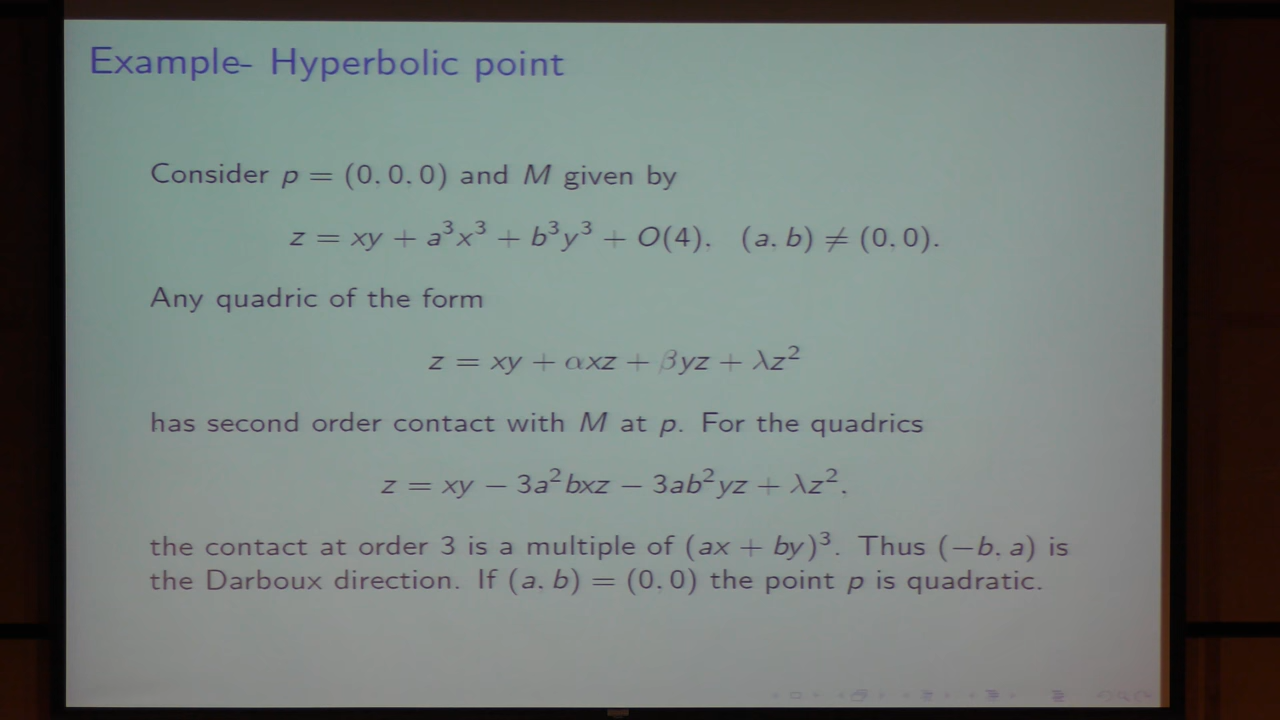 Example- Hyperbolic point
Consider p = (0, 0, 0) and M given by
z = xy + a³x³ + b³y³ + O(4), (a, b) ≠ (0, 0).
Any quadric of the form
z = xy + αxz + βyz + λz²
has second order contact with M at p. For the quadrics
z = xy − 3a²bxz − 3ab²yz + λz²,
the contact at order 3 is a multiple of (ax + by)³. Thus (−b, a) is
the Darboux direction. If (a, b) = (0, 0) the point p is quadratic.